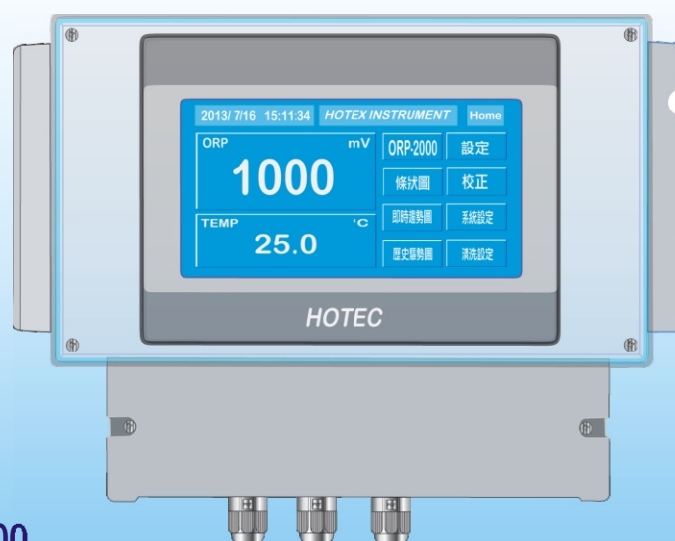 2013/ 7/16 15:11:34 HOTEX INSTRUMENT Home
ORP mV
1000
TEMP °C
25.0
ORP-2000 設定
條狀圖 校正
即時趨勢圖 系統設定
歷史趨勢圖 清洗設定
HOTEC